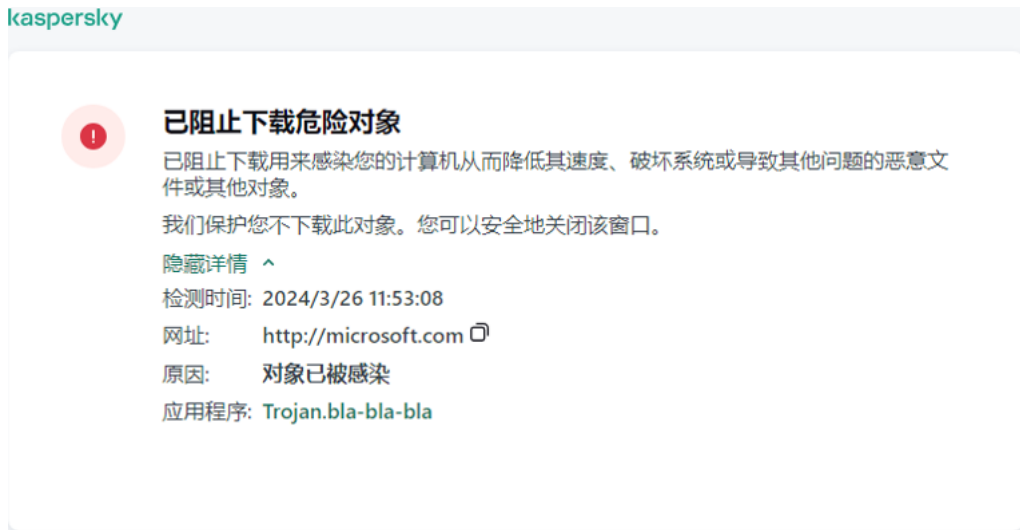 kaspersky
已阻止下载危险对象
已阻止下载用来感染您的计算机从而降低其速度、破坏系统或导致其他问题的恶意文
件或其他对象。
我们保护您不下载此对象。您可以安全地关闭该窗口。
隐藏详情
检测时间: 2024/3/26 11:53:08
网址: http://microsoft.com
原因: 对象已被感染
应用程序: Trojan.bla-bla-bla